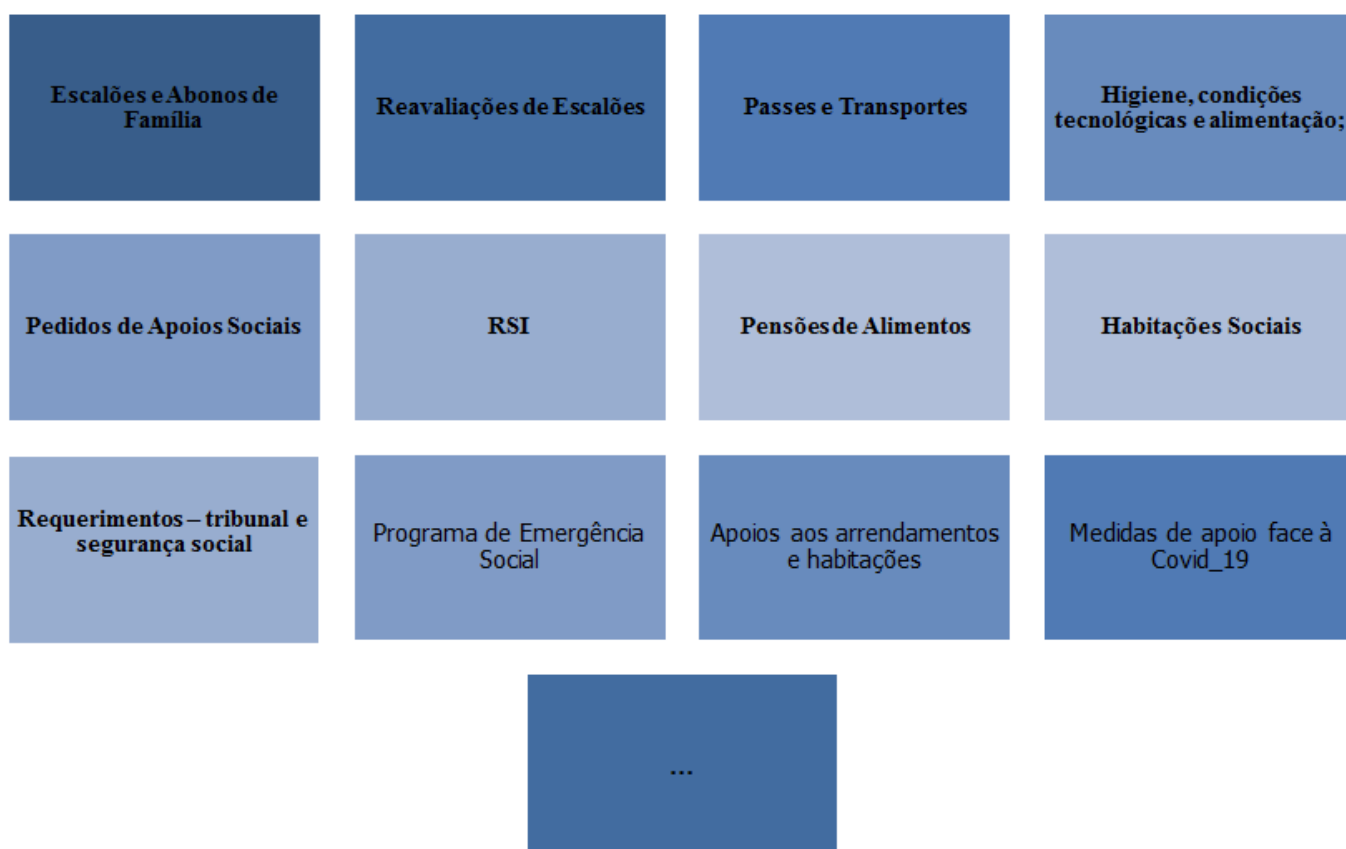 Escalões e Abonos de
Família
Reavaliações de Escalões
Passes e Transportes
Higiene, condições
tecnológicas e alimentação;
Pedidos de Apoios Sociais
RSI
Pensões de Alimentos
Habitações Sociais
Requerimentos – tribunal e
segurança social
Programa de Emergência
Social
Apoios aos arrendamentos
e habitações
Medidas de apoio face à
Covid_19
...